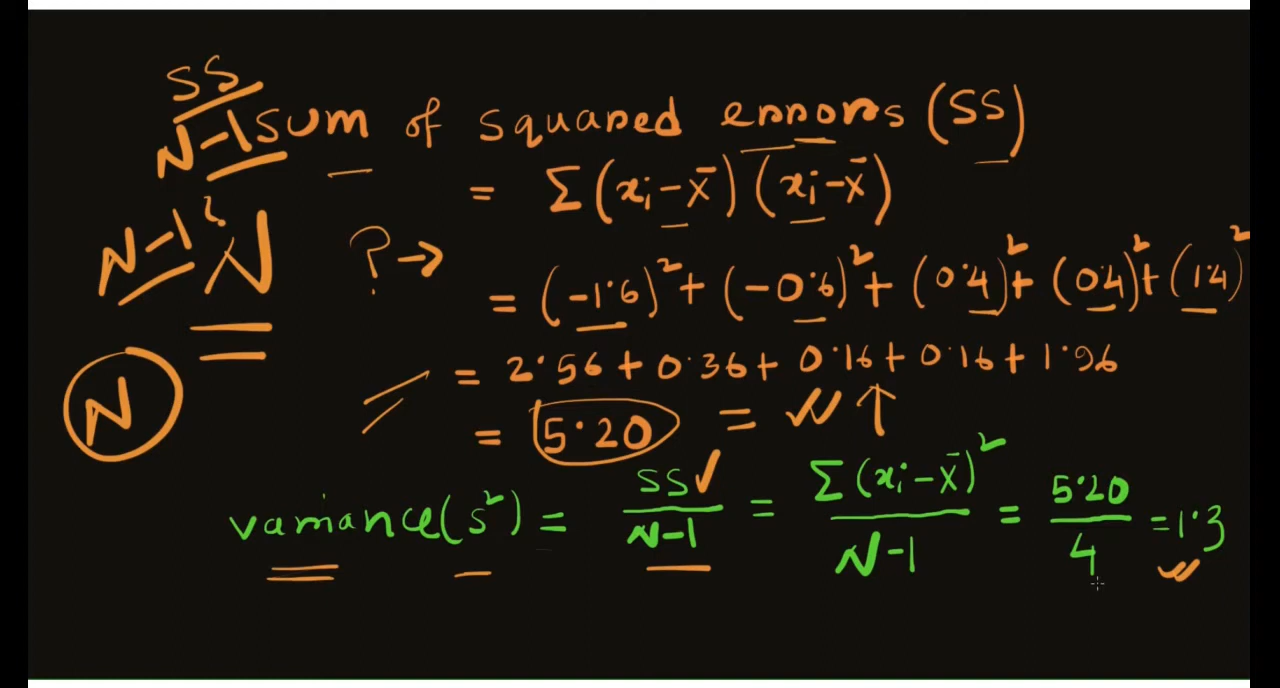 SS
N-1
sum of squared errors (SS)
= Σ(xᵢ-x̄)(xᵢ-x̄)
N-1 ? N ? →
= (-1.6)² + (-0.6)² + (0.4)² + (0.4)² + (1.4)²
= 2.56 + 0.36 + 0.16 + 0.16 + 1.96
N
= 5.20 = ↑
variance (s²) = SS/N-1 = Σ(xᵢ-x̄)²/N-1 = 5.20/4 = 1.3